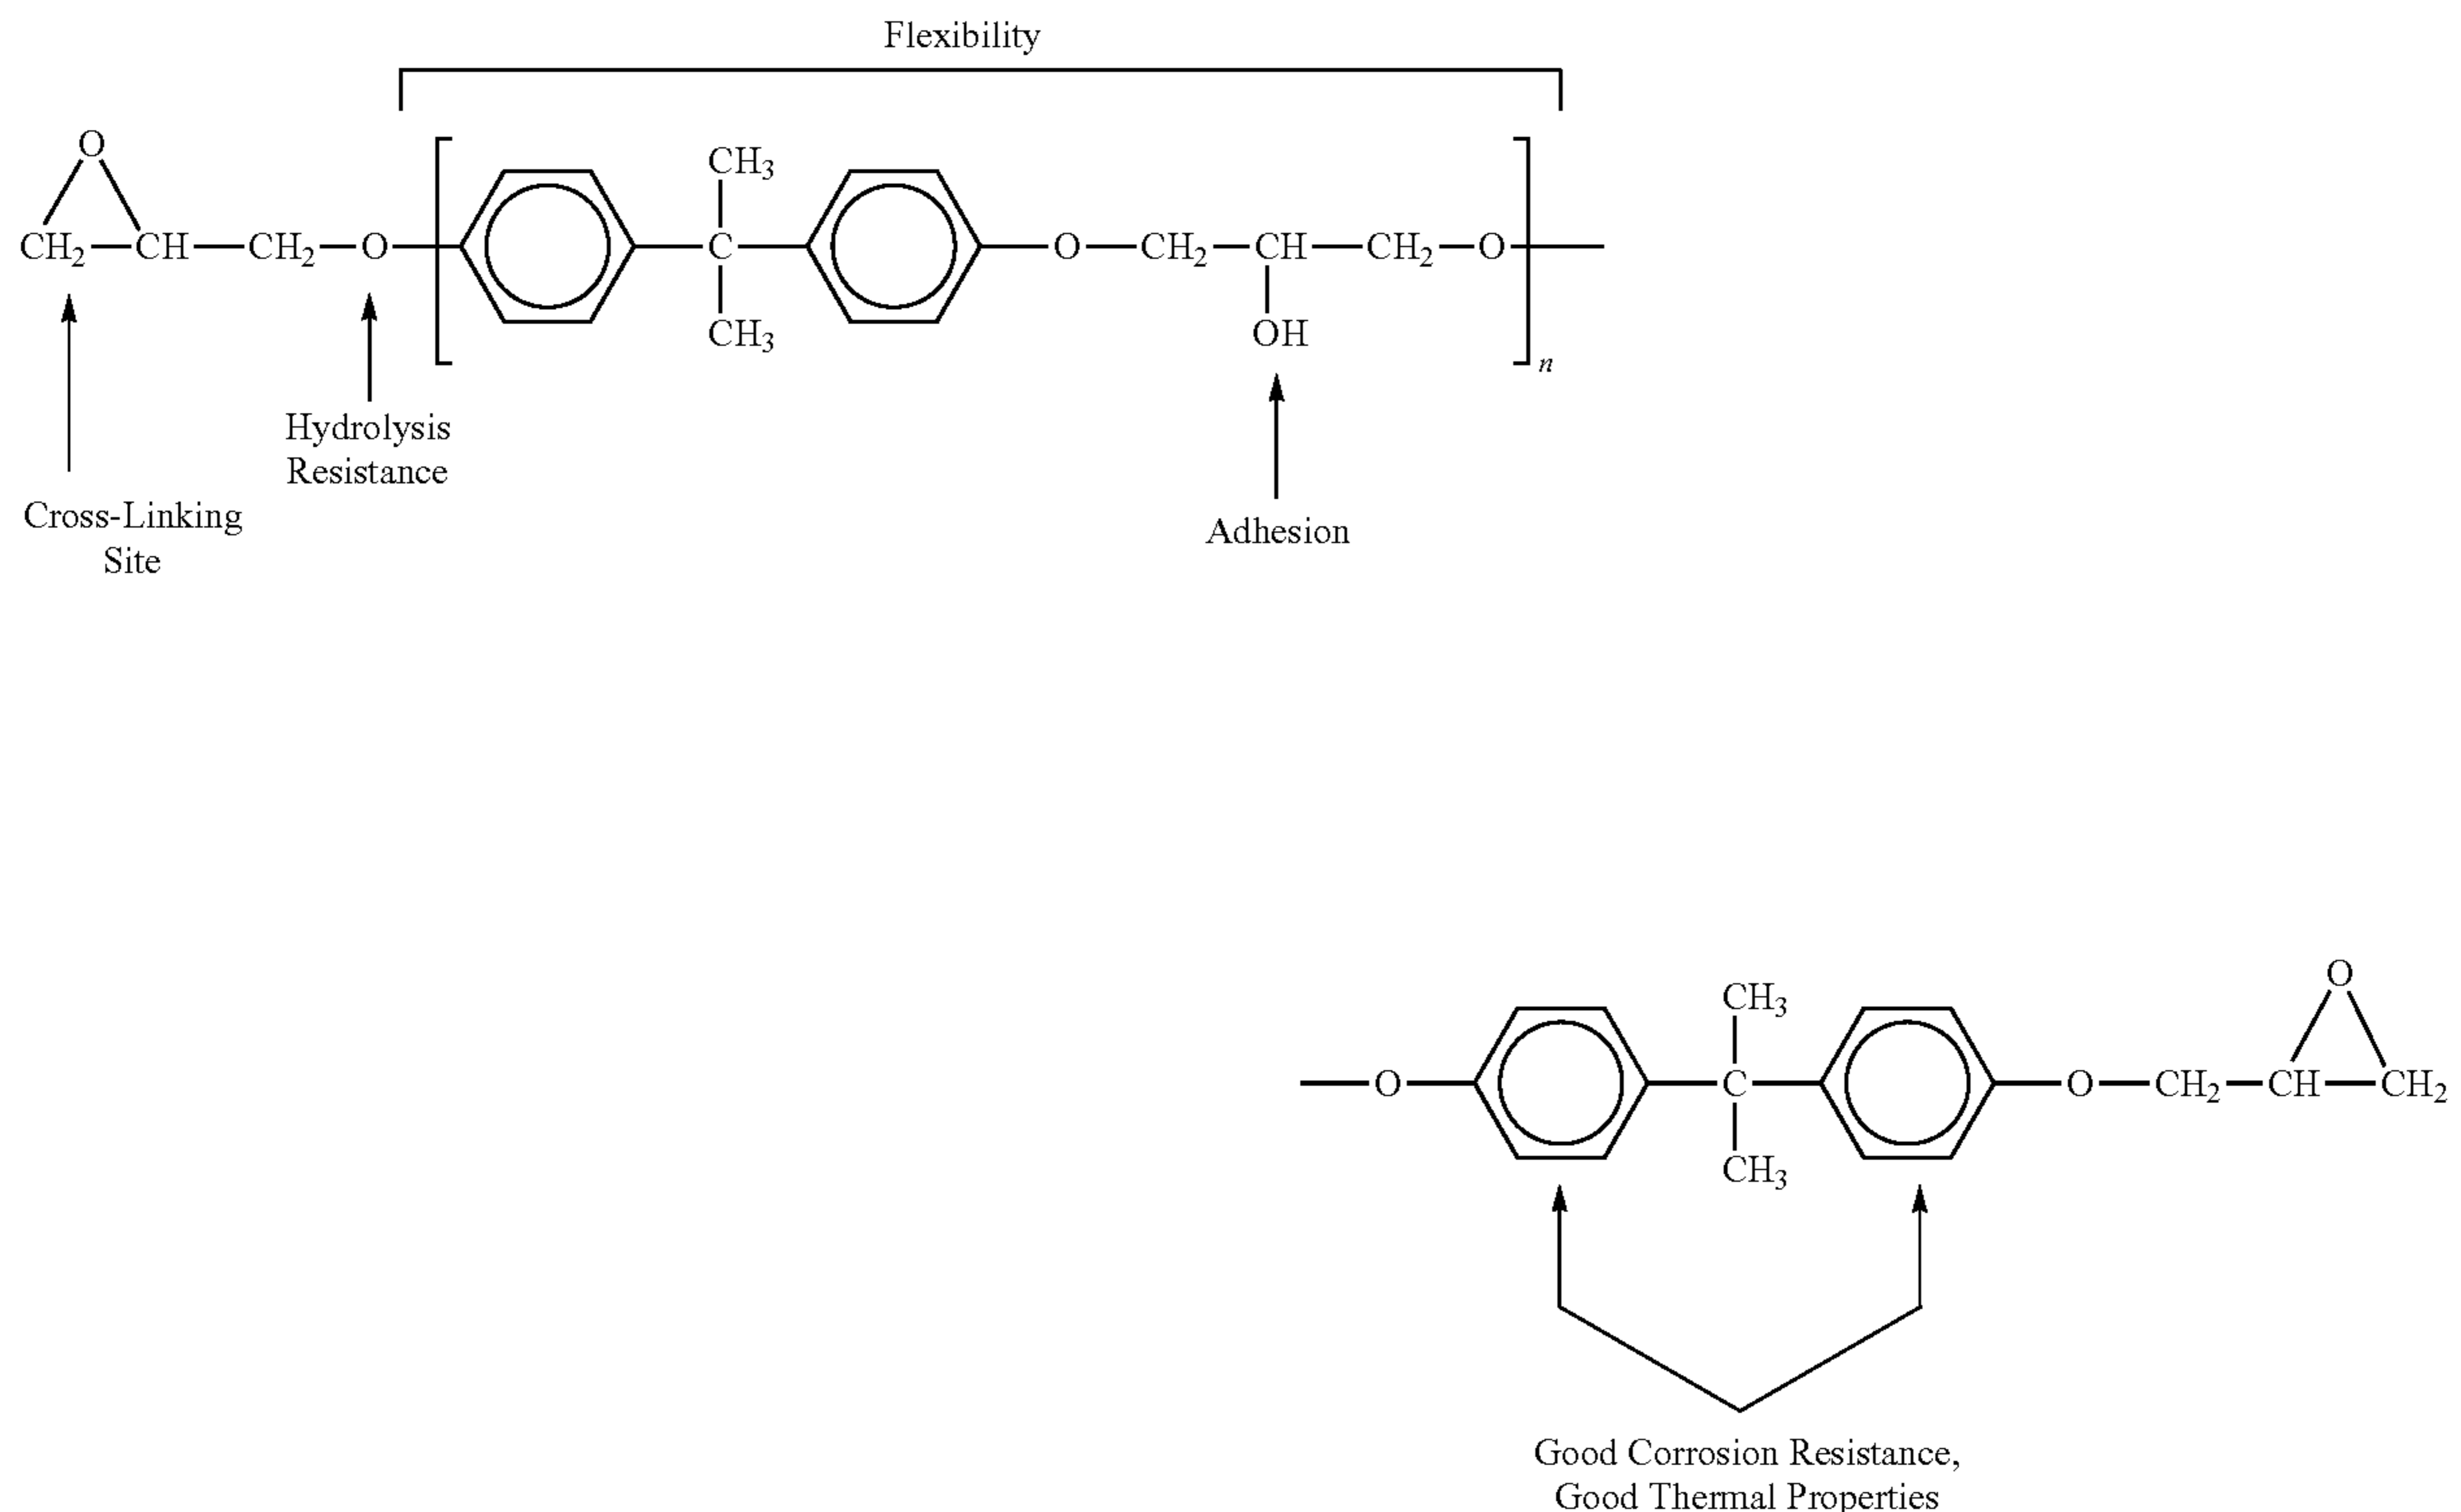 Flexibility
O
CH3
CH2 CH CH2 O C O CH2 CH CH2 O
CH3
OH
n
Hydrolysis
Resistance
Cross-Linking
Site
Adhesion
O
CH3
O C O CH2 CH CH2
CH3
Good Corrosion Resistance,
Good Thermal Properties